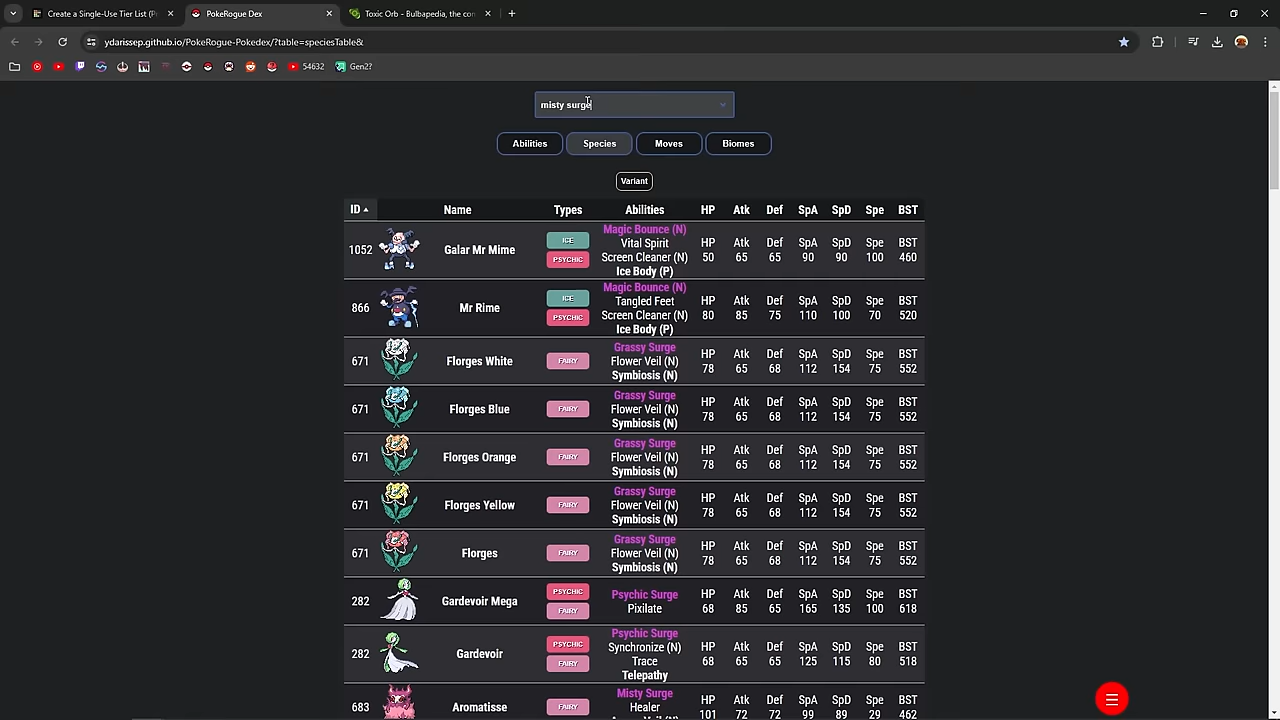 Create a Single-Use Tier List (P
PokeRogue Dex
Toxic Orb - Bulbapedia, the con
ydarissep.github.io/PokeRogue-Pokedex/?table=speciesTable&
54632
Gen2?
misty surge
Abilities Species Moves Biomes
Variant
ID Name Types Abilities HP Atk Def SpA SpD Spe BST
1052 Galar Mr Mime
ICE
PSYCHIC
Magic Bounce (N)
Vital Spirit
Screen Cleaner (N)
Ice Body (P)
HP Atk Def SpA SpD Spe BST
50 65 65 90 90 100 460
866 Mr Rime
ICE
PSYCHIC
Magic Bounce (N)
Tangled Feet
Screen Cleaner (N)
Ice Body (P)
HP Atk Def SpA SpD Spe BST
80 85 75 110 100 70 520
671 Florges White
FAIRY
Grassy Surge
Flower Veil (N)
Symbiosis (N)
HP Atk Def SpA SpD Spe BST
78 65 68 112 154 75 552
671 Florges Blue
FAIRY
Grassy Surge
Flower Veil (N)
Symbiosis (N)
HP Atk Def SpA SpD Spe BST
78 65 68 112 154 75 552
671 Florges Orange
FAIRY
Grassy Surge
Flower Veil (N)
Symbiosis (N)
HP Atk Def SpA SpD Spe BST
78 65 68 112 154 75 552
671 Florges Yellow
FAIRY
Grassy Surge
Flower Veil (N)
Symbiosis (N)
HP Atk Def SpA SpD Spe BST
78 65 68 112 154 75 552
671 Florges
FAIRY
Grassy Surge
Flower Veil (N)
Symbiosis (N)
HP Atk Def SpA SpD Spe BST
78 65 68 112 154 75 552
282 Gardevoir Mega
PSYCHIC
FAIRY
Psychic Surge
Pixilate
HP Atk Def SpA SpD Spe BST
68 85 65 165 135 100 618
282 Gardevoir
PSYCHIC
FAIRY
Psychic Surge
Synchronize (N)
Trace
Telepathy
HP Atk Def SpA SpD Spe BST
68 65 65 125 115 80 518
683 Aromatisse
FAIRY
Misty Surge
Healer
HP Atk Def SpA SpD Spe BST
101 72 72 99 89 29 462